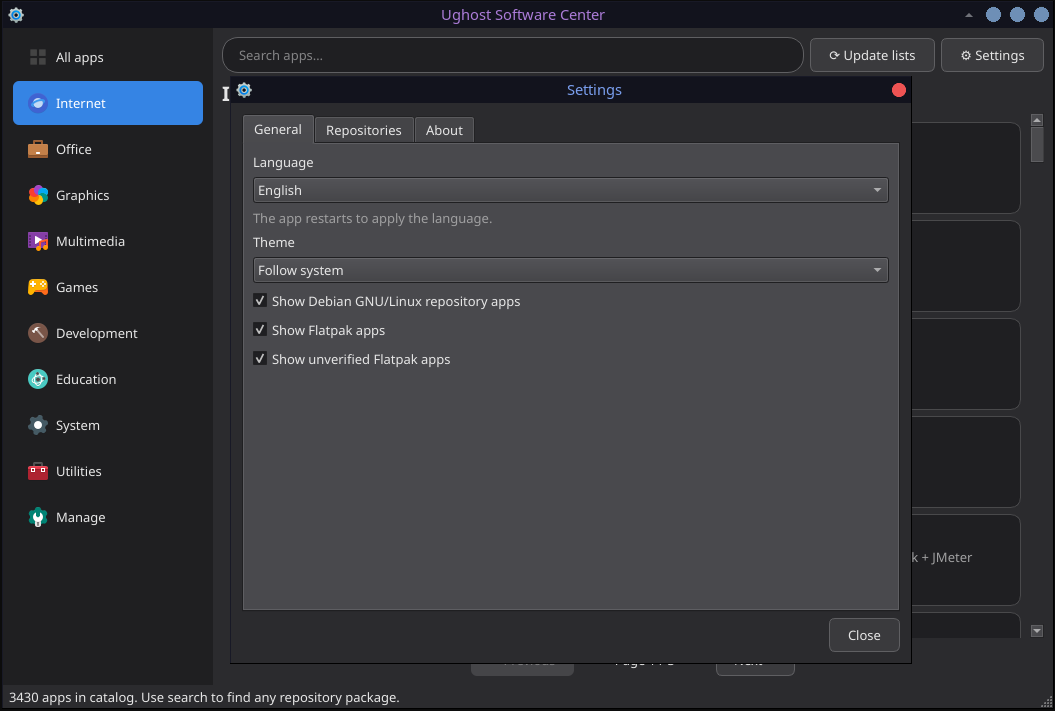 Ughost Software Center
All apps
Search apps...
⟳ Update lists
⚙ Settings
Internet
Settings
Office
General
Repositories
About
Language
English
The app restarts to apply the language.
Theme
Follow system
Show Debian GNU/Linux repository apps
Show Flatpak apps
Show unverified Flatpak apps
Graphics
Multimedia
Games
Development
Education
System
Utilities
Manage
k + JMeter
Close
3430 apps in catalog. Use search to find any repository package.